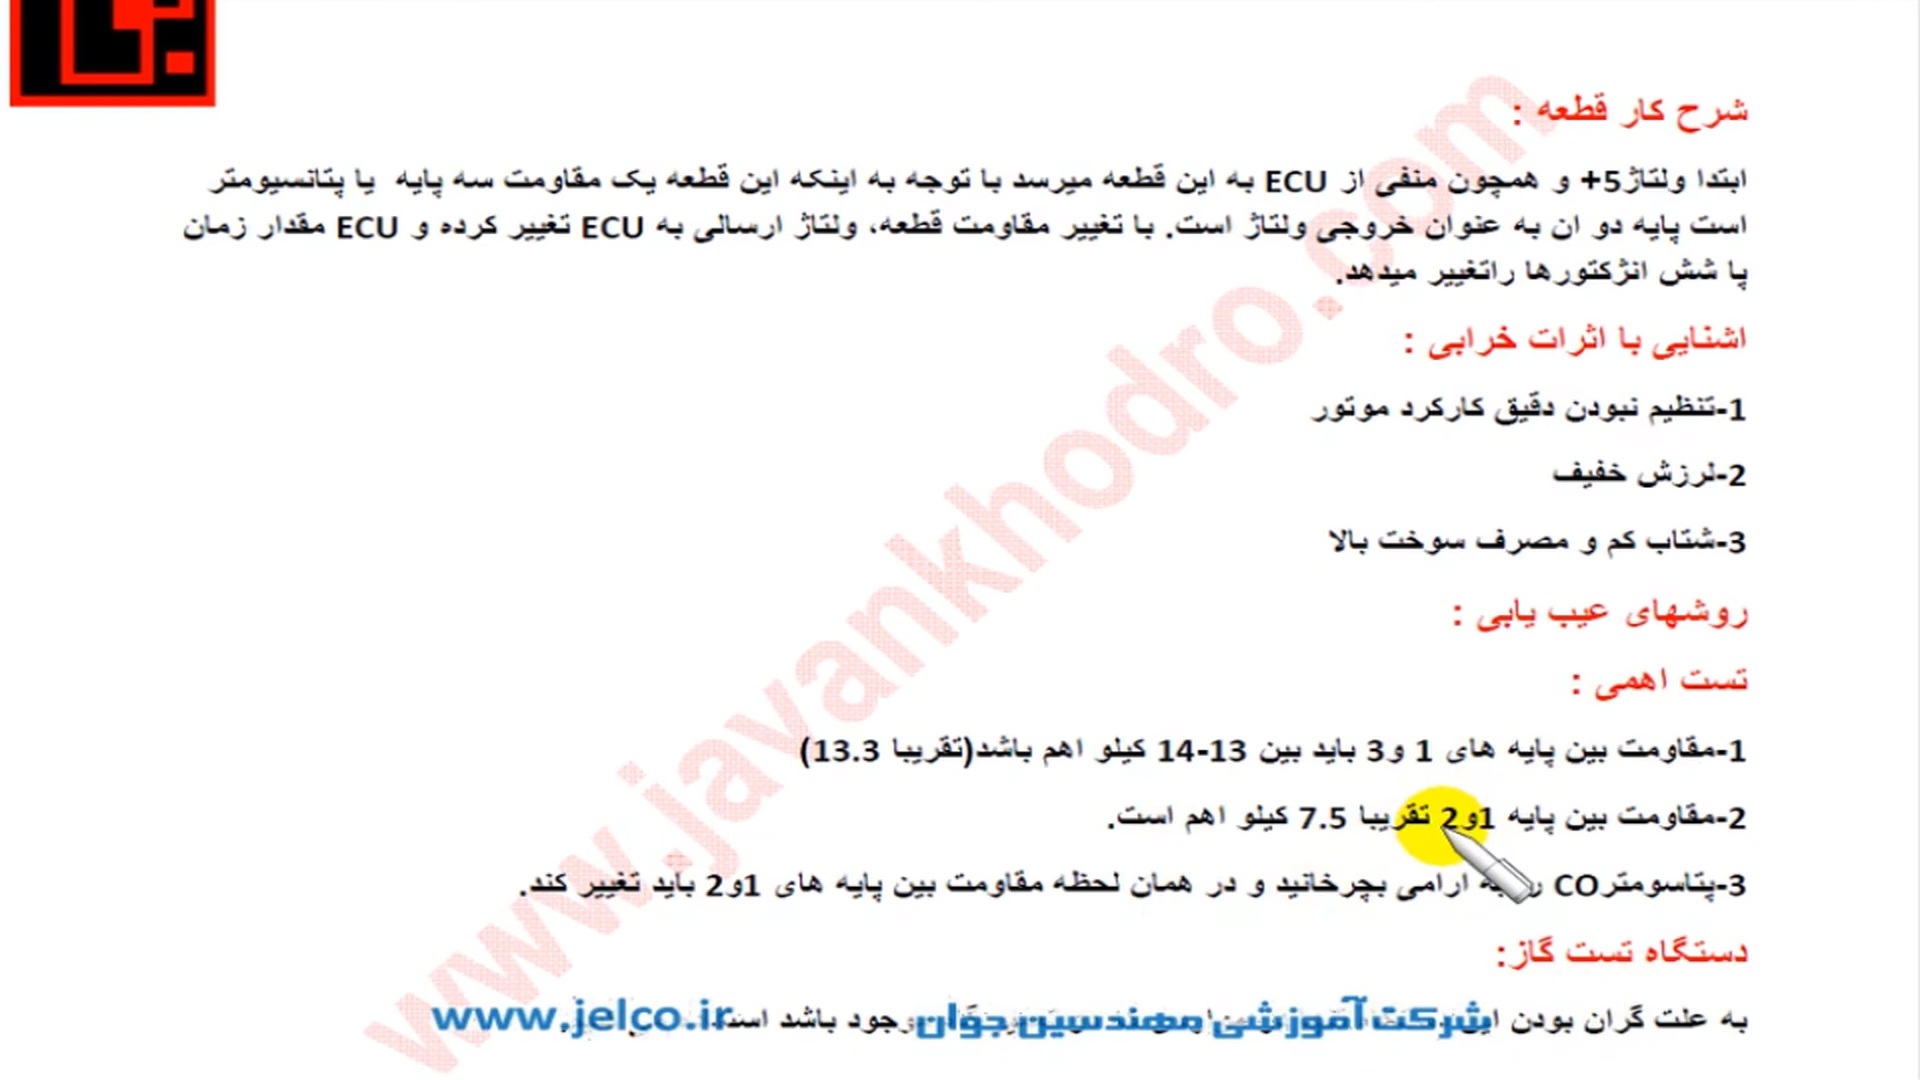 شرح کار قطعه :
ابتدا ولتاژ5+ و همچون منفی از ECU به این قطعه میرسد با توجه به اینکه این قطعه یک مقاومت سه پایه یا پتانسیومتر
است پایه دو ان به عنوان خروجی ولتاژ است. با تغییر مقاومت قطعه، ولتاژ ارسالی به ECU تغییر کرده و ECU مقدار زمان
پا شش انژکتورها راتغییر میدهد.
اشنایی با اثرات خرابی :
1-تنظیم نبودن دقیق کارکرد موتور
2-لرزش خفیف
3-شتاب کم و مصرف سوخت بالا
روشهای عیب یابی :
تست اهمی :
1-مقاومت بین پایه های 1 و3 باید بین 13-14 کیلو اهم باشد(تقریبا 13.3)
2-مقاومت بین پایه 1و2 تقریبا 7.5 کیلو اهم است.
3-پتاسومترCO به ارامی بچرخانید و در همان لحظه مقاومت بین پایه های 1و2 باید تغییر کند.
دستگاه تست گاز:
به علت گران بودن موجود باشد
شرکت آموزشی مهندسین جوان www.jelco.ir
www.javankhodro.com